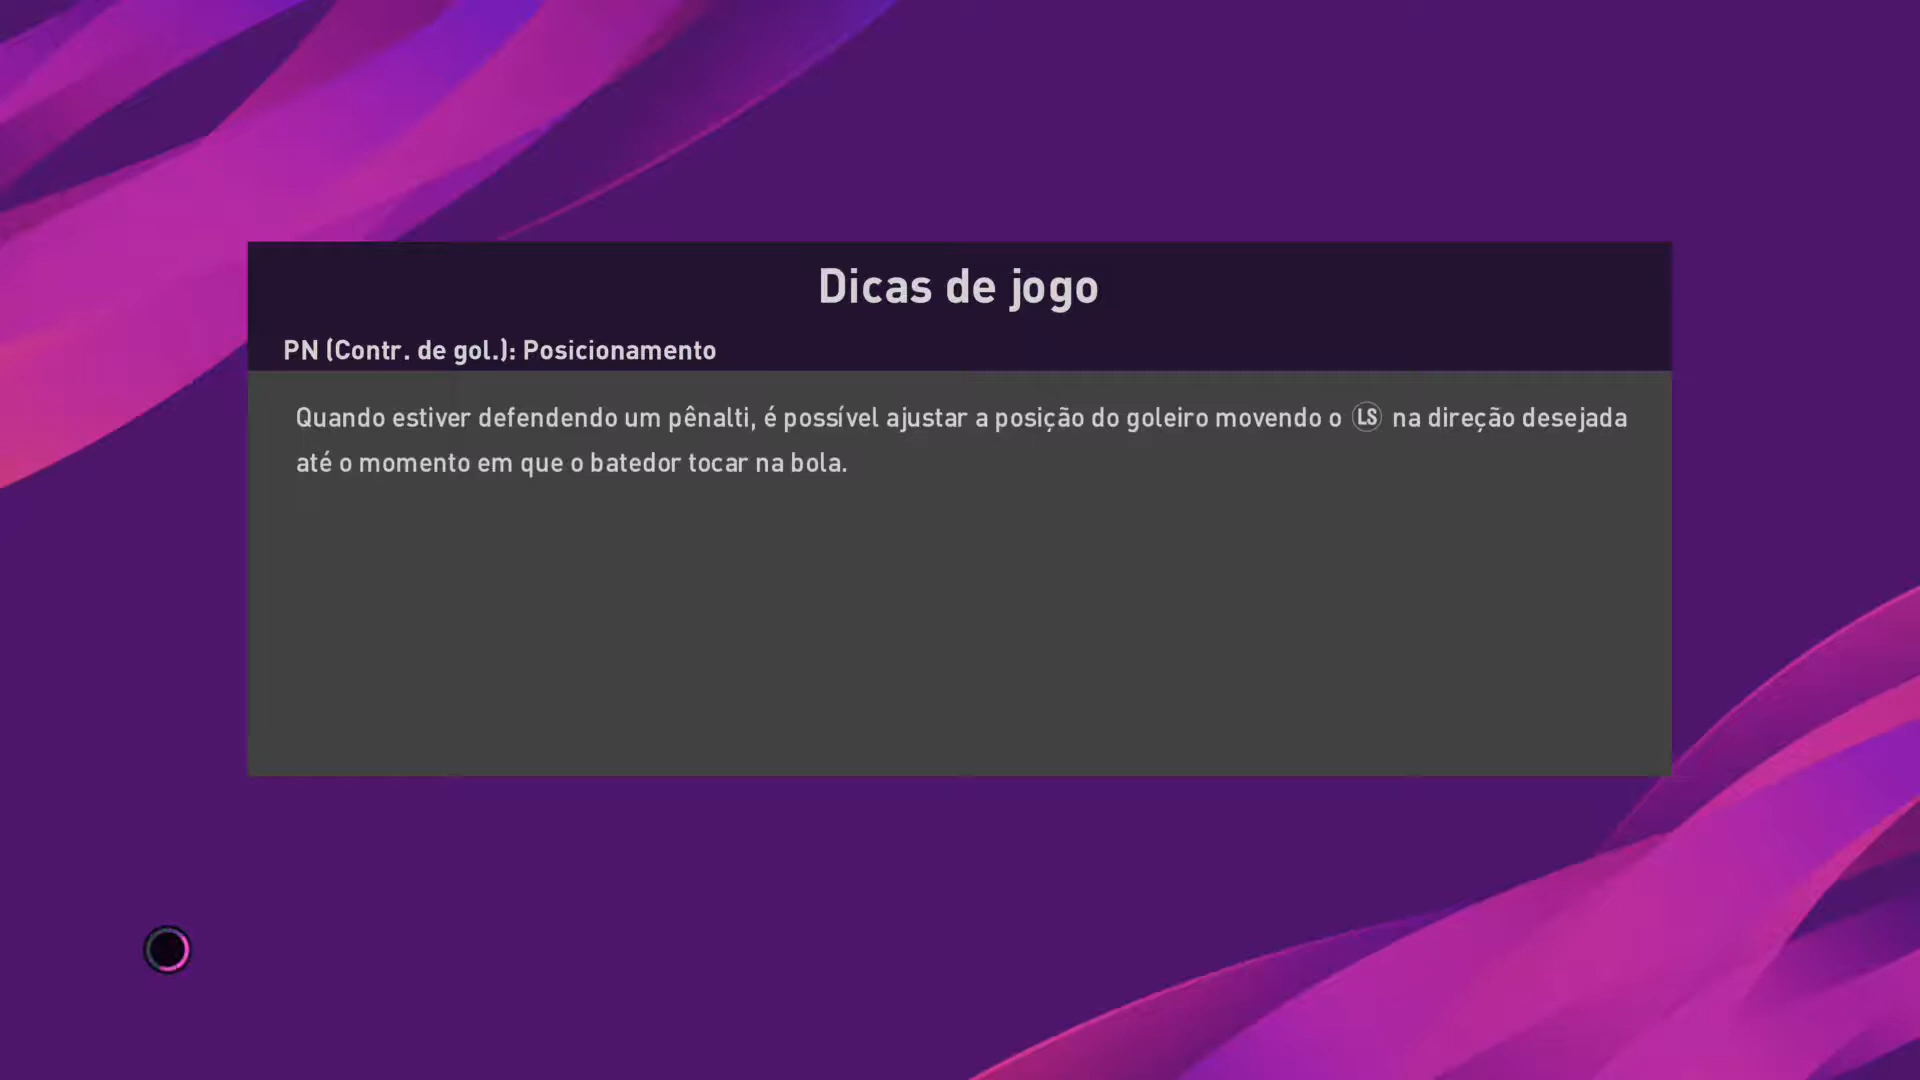 Dicas de jogo
PN (Contr. de gol.): Posicionamento
Quando estiver defendendo um pênalti, é possível ajustar a posição do goleiro movendo o LS na direção desejada
até o momento em que o batedor tocar na bola.